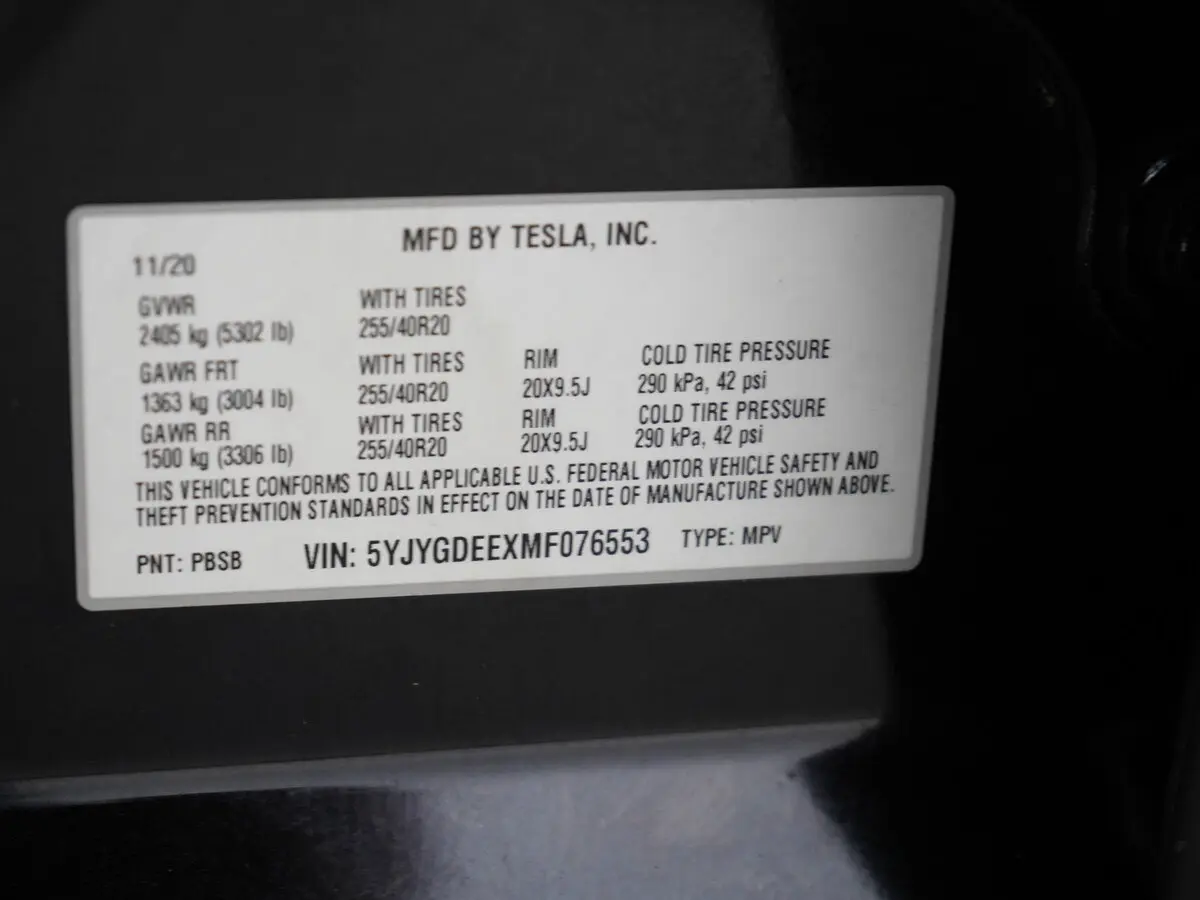 MFD BY TESLA, INC.
11/20
GVWR WITH TIRES
2405 kg (5302 lb) 255/40R20
GAWR FRT WITH TIRES RIM COLD TIRE PRESSURE
1363 kg (3004 lb) 255/40R20 20X9.5J 290 kPa, 42 psi
GAWR RR WITH TIRES RIM COLD TIRE PRESSURE
1500 kg (3306 lb) 255/40R20 20X9.5J 290 kPa, 42 psi
THIS VEHICLE CONFORMS TO ALL APPLICABLE U.S. FEDERAL MOTOR VEHICLE SAFETY AND
THEFT PREVENTION STANDARDS IN EFFECT ON THE DATE OF MANUFACTURE SHOWN ABOVE.
PNT: PBSB VIN: 5YJYGDEEXMF076553 TYPE: MPV